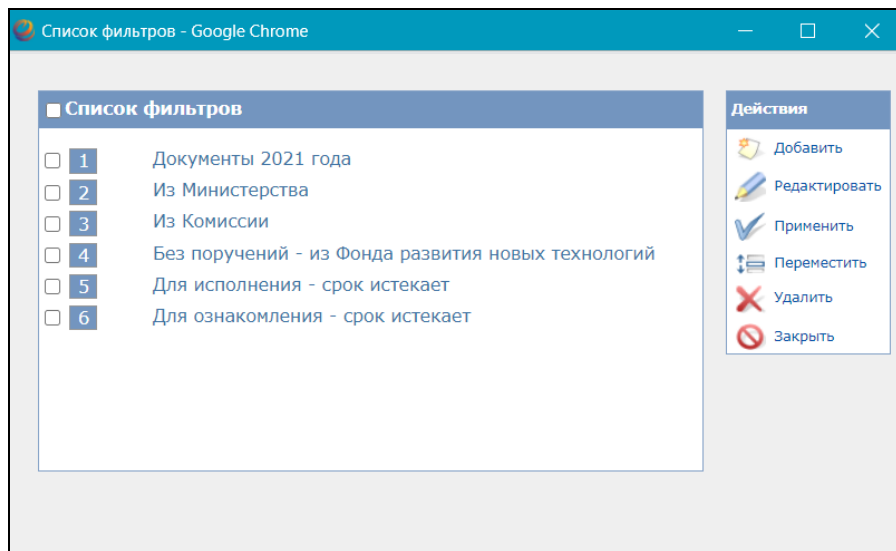 Список фильтров - Google Chrome
Список фильтров
1 Документы 2021 года
2 Из Министерства
3 Из Комиссии
4 Без поручений - из Фонда развития новых технологий
5 Для исполнения - срок истекает
6 Для ознакомления - срок истекает
Действия
Добавить
Редактировать
Применить
Переместить
Удалить
Закрыть